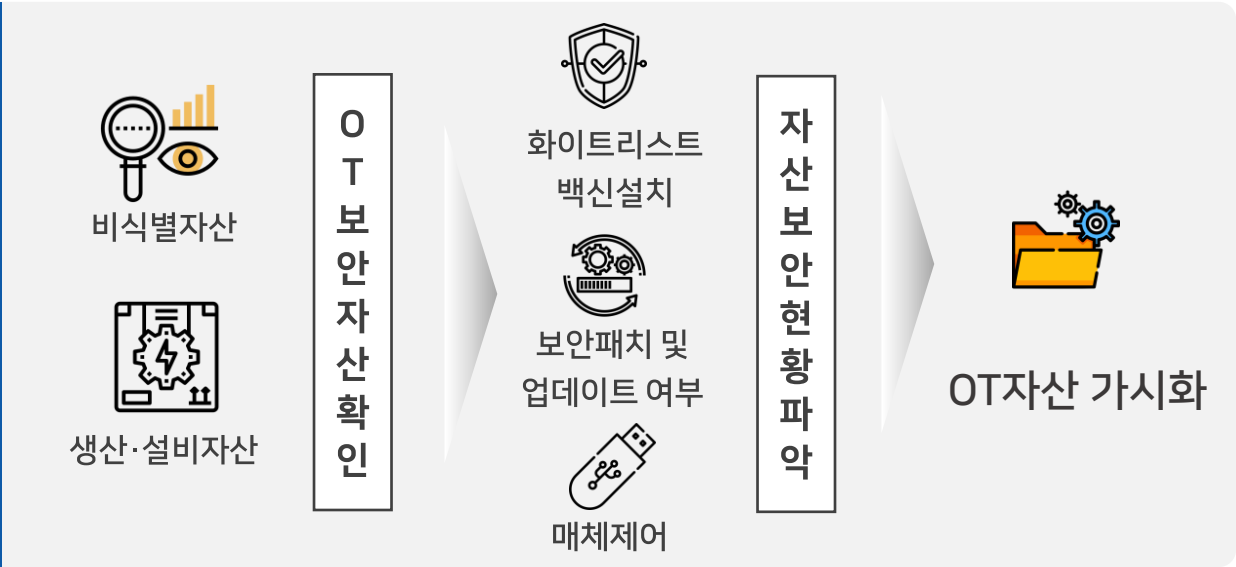 비식별자산
생산·설비자산
OT보안자산확인
화이트리스트
백신설치
보안패치 및
업데이트 여부
매체제어
자산보안현황파악
OT자산 가시화